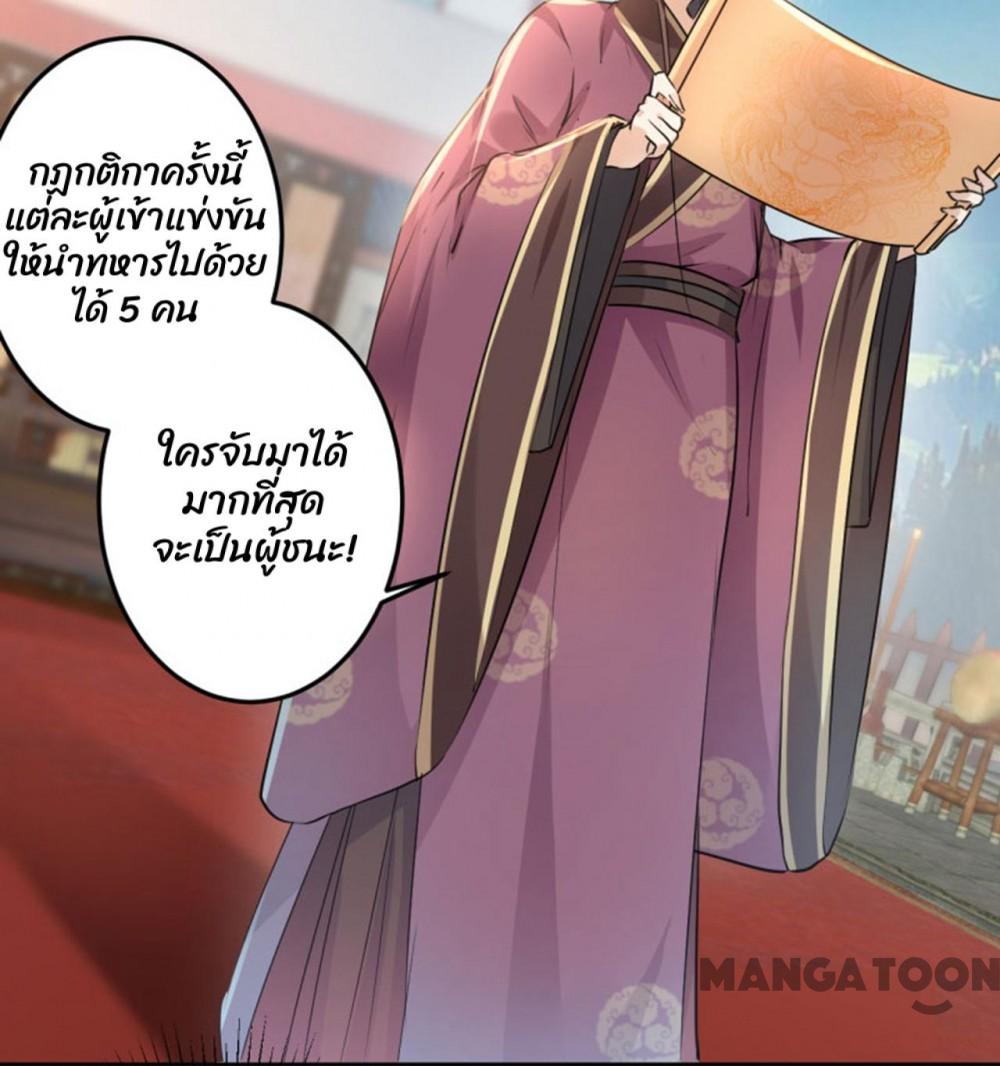 กฎกติกาครั้งนี้
แต่ละผู้เข้าแข่งขัน
ให้นำทหารไปด้วย
ได้ 5 คน
ใครจับมาได้
มากที่สุด
จะเป็นผู้ชนะ!
MANGATOON